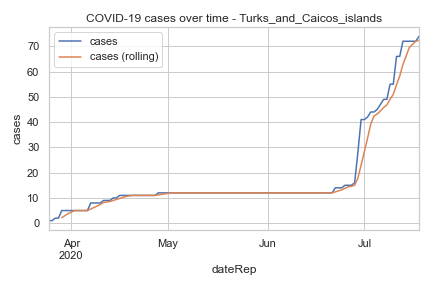 COVID-19 cases over time - Turks_and_Caicos_islands
cases
cases (rolling)
cases
70
60
50
40
30
20
10
0
Apr
2020
May
Jun
Jul
dateRep